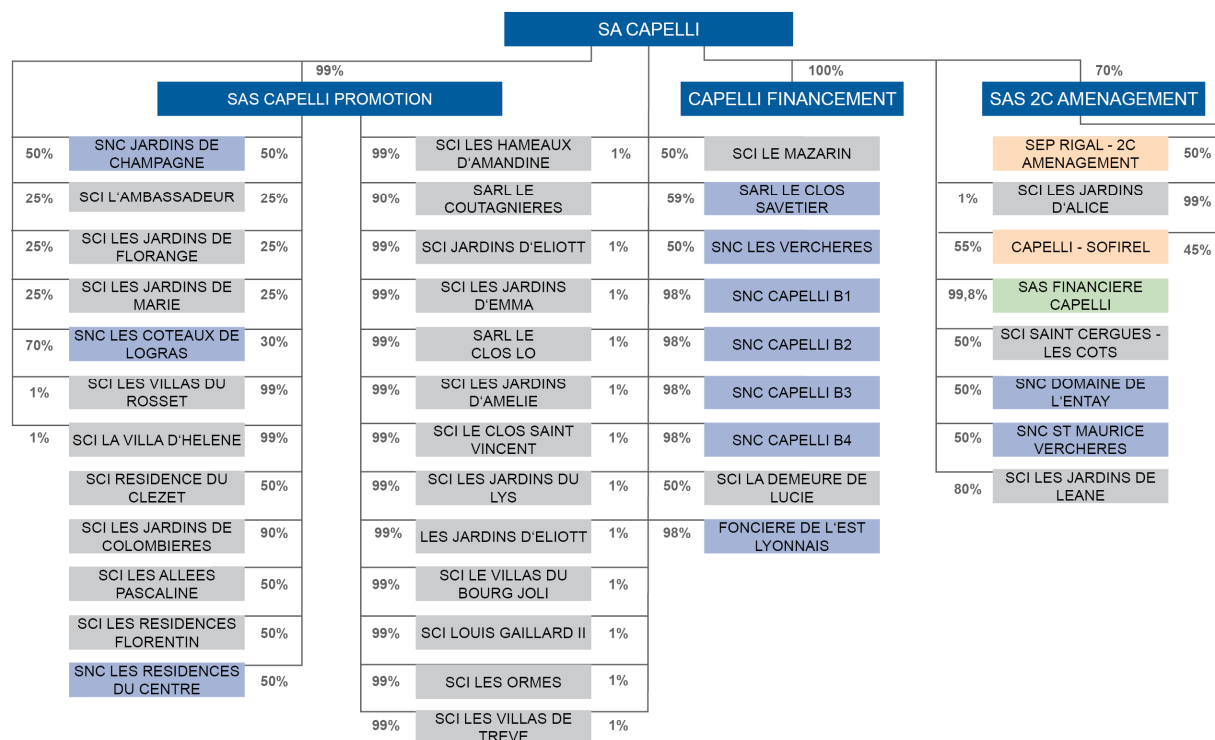 SA CAPELLI
99%
100%
70%
SAS CAPELLI PROMOTION
CAPELLI FINANCEMENT
SAS 2C AMENAGEMENT
50%
SNC JARDINS DE
CHAMPAGNE
50%
25%
SCI L'AMBASSADEUR
25%
25%
SCI LES JARDINS DE
FLORANGE
25%
25%
SCI LES JARDINS DE
MARIE
25%
70%
SNC LES COTEAUX DE
LOGRAS
30%
1%
SCI LES VILLAS DU
ROSSET
99%
1%
SCI LA VILLA D'HELENE
99%
SCI RESIDENCE DU
CLEZET
50%
SCI LES JARDINS DE
COLOMBIERES
90%
SCI LES ALLEES
PASCALINE
50%
SCI LES RESIDENCES
FLORENTIN
50%
SNC LES RESIDENCES
DU CENTRE
50%
99%
SCI LES HAMEAUX
D'AMANDINE
1%
90%
SARL LE
COUTAGNIERES
99%
SCI JARDINS D'ELIOTT
1%
99%
SCI LES JARDINS
D'EMMA
1%
99%
SARL LE
CLOS LO
1%
99%
SCI LES JARDINS
D'AMELIE
1%
99%
SCI LE CLOS SAINT
VINCENT
1%
99%
SCI LES JARDINS DU
LYS
1%
99%
LES JARDINS D'ELIOTT
1%
99%
SCI LE VILLAS DU
BOURG JOLI
1%
99%
SCI LOUIS GAILLARD II
1%
99%
SCI LES ORMES
1%
99%
SCI LES VILLAS DE
TREVE
1%
50%
SCI LE MAZARIN
59%
SARL LE CLOS
SAVETIER
50%
SNC LES VERCHERES
98%
SNC CAPELLI B1
98%
SNC CAPELLI B2
98%
SNC CAPELLI B3
98%
SNC CAPELLI B4
50%
SCI LA DEMEURE DE
LUCIE
98%
FONCIERE DE L'EST
LYONNAIS
SEP RIGAL - 2C
AMENAGEMENT
50%
1%
SCI LES JARDINS
D'ALICE
99%
55%
CAPELLI - SOFIREL
45%
99,8%
SAS FINANCIERE
CAPELLI
50%
SCI SAINT CERGUES -
LES COTS
50%
SNC DOMAINE DE
L'ENTAY
50%
SNC ST MAURICE
VERCHERES
80%
SCI LES JARDINS DE
LEANE